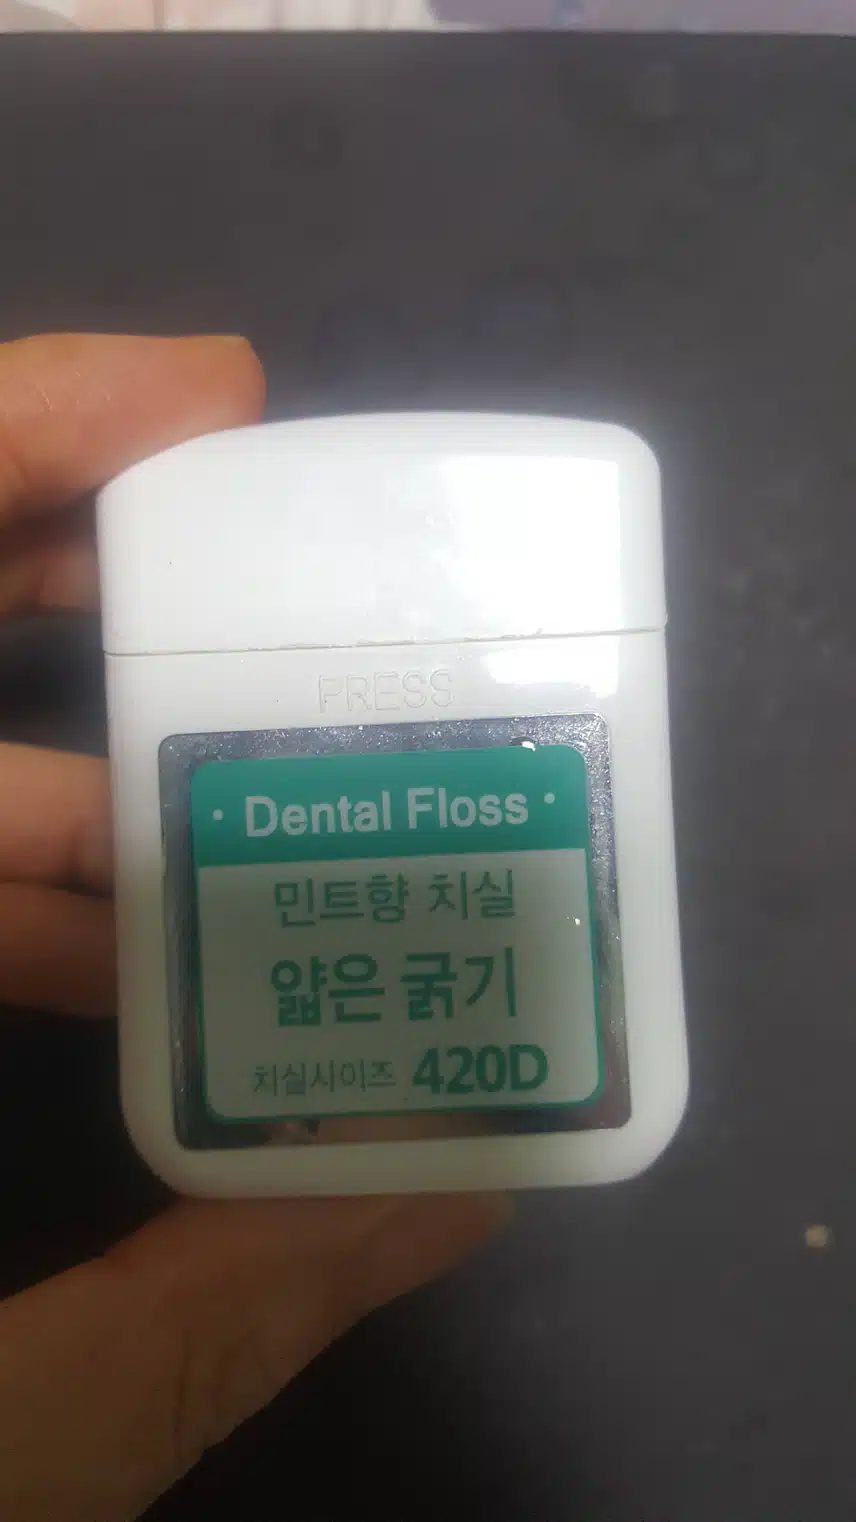 PRESS
· Dental Floss ·
민트향 치실
얇은 굵기
치실사이즈 420D